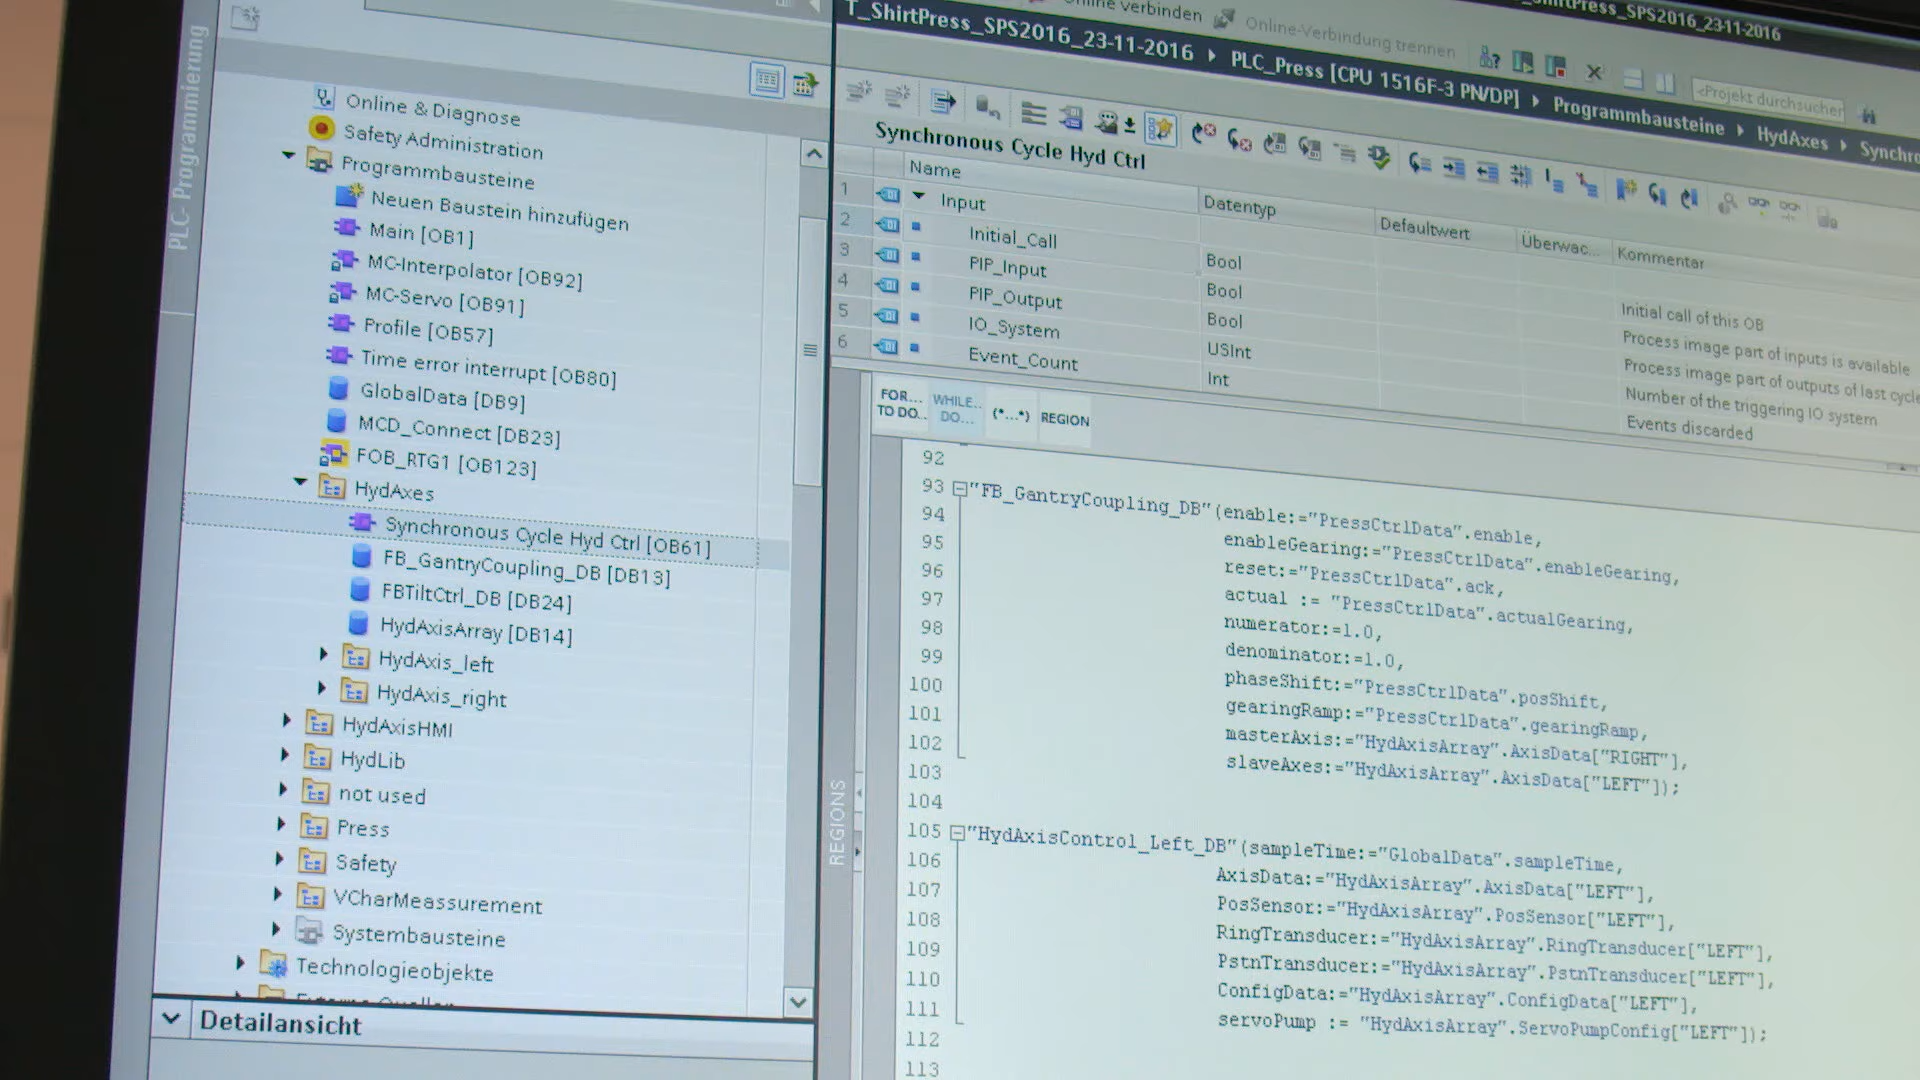 PLC-Programmierung
Online & Diagnose
Safety Administration
Programmbausteine
Neuen Baustein hinzufügen
Main [OB1]
MC-Interpolator [OB92]
MC-Servo [OB91]
Profile [OB57]
Time error interrupt [OB80]
GlobalData [DB9]
MCD_Connect [DB23]
FOB_RTG1 [OB123]
HydAxes
Synchronous Cycle Hyd Ctrl [OB61]
FB_GantryCoupling_DB [DB13]
FBTiltCtrl_DB [DB24]
HydAxisArray [DB14]
HydAxis_left
HydAxis_right
HydAxisHMI
HydLib
not used
Press
Safety
VCharMeassurement
Systembausteine
Technologieobjekte
Detailansicht
Online verbinden
Online-Verbindung trennen
<Projekt durchsuchen
T_ShirtPress_SPS2016_23-11-2016
T_ShirtPress_SPS2016_23-11-2016 PLC_Press [CPU 1516F-3 PN/DP] Programmbausteine HydAxes Synchro
Synchronous Cycle Hyd Ctrl
Name Datentyp Defaultwert Überwac... Kommentar
1 Input
2 Initial_Call Bool Initial call of this OB
3 PIP_Input Bool Process image part of inputs is available
4 PIP_Output Bool Process image part of outputs of last cycle
5 IO_System USInt Number of the triggering IO system
6 Event_Count Int Events discarded
FOR... TO DO.. WHILE.. DO... (*...*) REGION
REGIONS
92
93 "FB_GantryCoupling_DB"(enable:="PressCtrlData".enable,
94 enableGearing:="PressCtrlData".enableGearing,
95 reset:="PressCtrlData".ack,
96 actual := "PressCtrlData".actualGearing,
97 numerator:=1.0,
98 denominator:=1.0,
99 phaseShift:="PressCtrlData".posShift,
100 gearingRamp:="PressCtrlData".gearingRamp,
101 masterAxis:="HydAxisArray".AxisData["RIGHT"],
102 slaveAxes:="HydAxisArray".AxisData["LEFT"]);
103
104
105 "HydAxisControl_Left_DB"(sampleTime:="GlobalData".sampleTime,
106 AxisData:="HydAxisArray".AxisData["LEFT"],
107 PosSensor:="HydAxisArray".PosSensor["LEFT"],
108 RingTransducer:="HydAxisArray".RingTransducer["LEFT"],
109 PstnTransducer:="HydAxisArray".PstnTransducer["LEFT"],
110 ConfigData:="HydAxisArray".ConfigData["LEFT"],
111 servoPump := "HydAxisArray".ServoPumpConfig["LEFT"]);
112
113